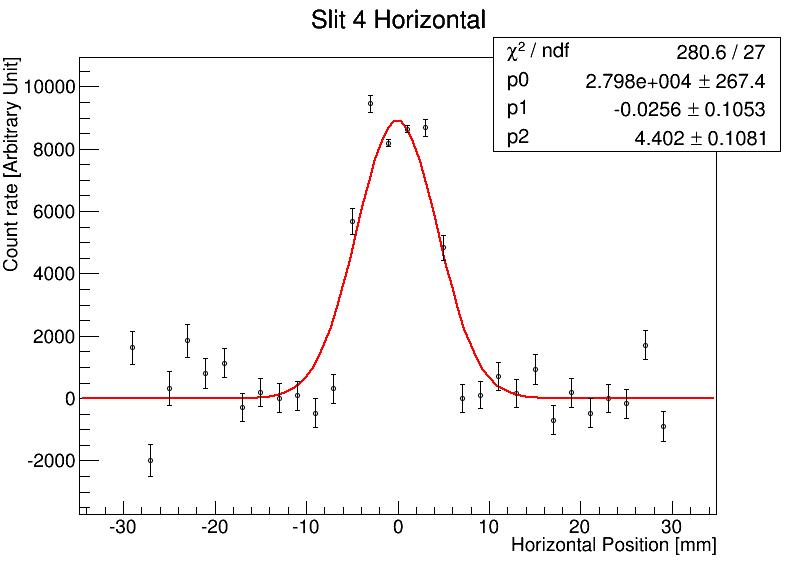 Slit 4 Horizontal
χ² / ndf 280.6 / 27
p0 2.798e+004 ± 267.4
p1 -0.0256 ± 0.1053
p2 4.402 ± 0.1081
Count rate [Arbitrary Unit]
10000
8000
6000
4000
2000
0
-2000
-30 -20 -10 0 10 20 30
Horizontal Position [mm]